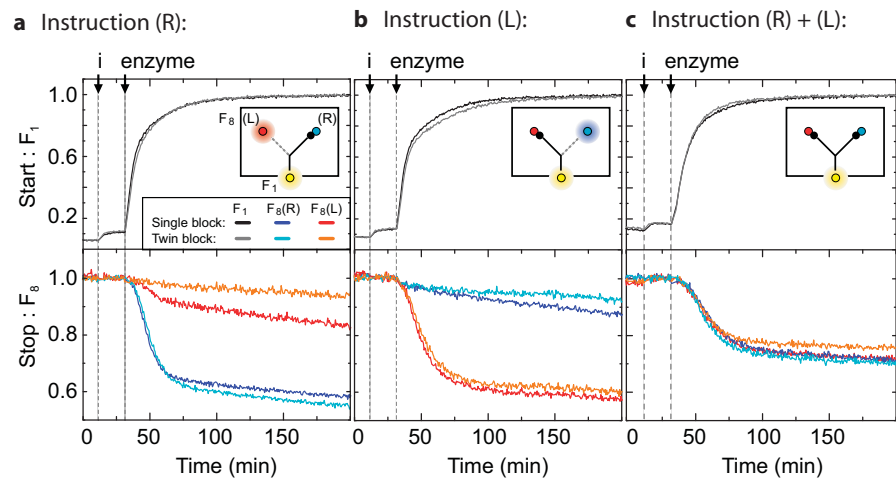 a Instruction (R):
b Instruction (L):
c Instruction (R) + (L):
i enzyme
i enzyme
i enzyme
Start : F1
1.0
0.6
0.2
F8 (L) (R)
F1
F1 F8(R) F8(L)
Single block:
Twin block:
Stop : F8
1.0
0.8
0.6
0 50 100 150
0 50 100 150
0 50 100 150
Time (min)
Time (min)
Time (min)